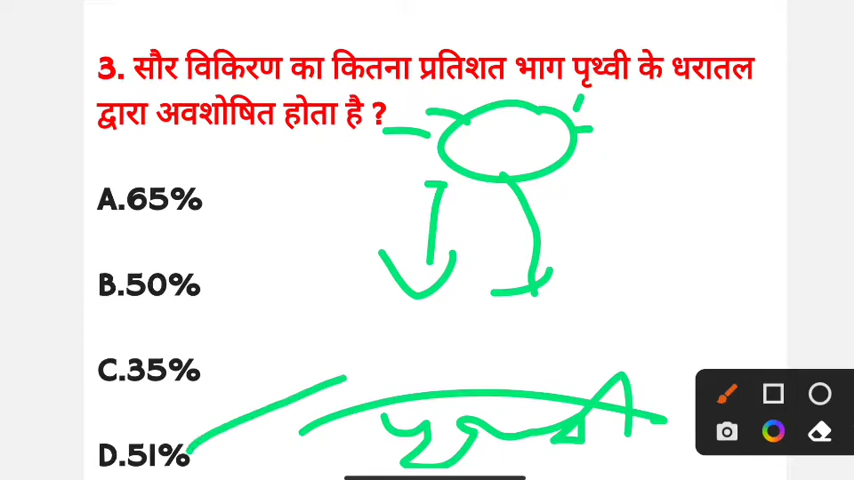 3. सौर विकिरण का कितना प्रतिशत भाग पृथ्वी के धरातल
द्वारा अवशोषित होता है ?
A.65%
B.50%
C.35%
D.51%